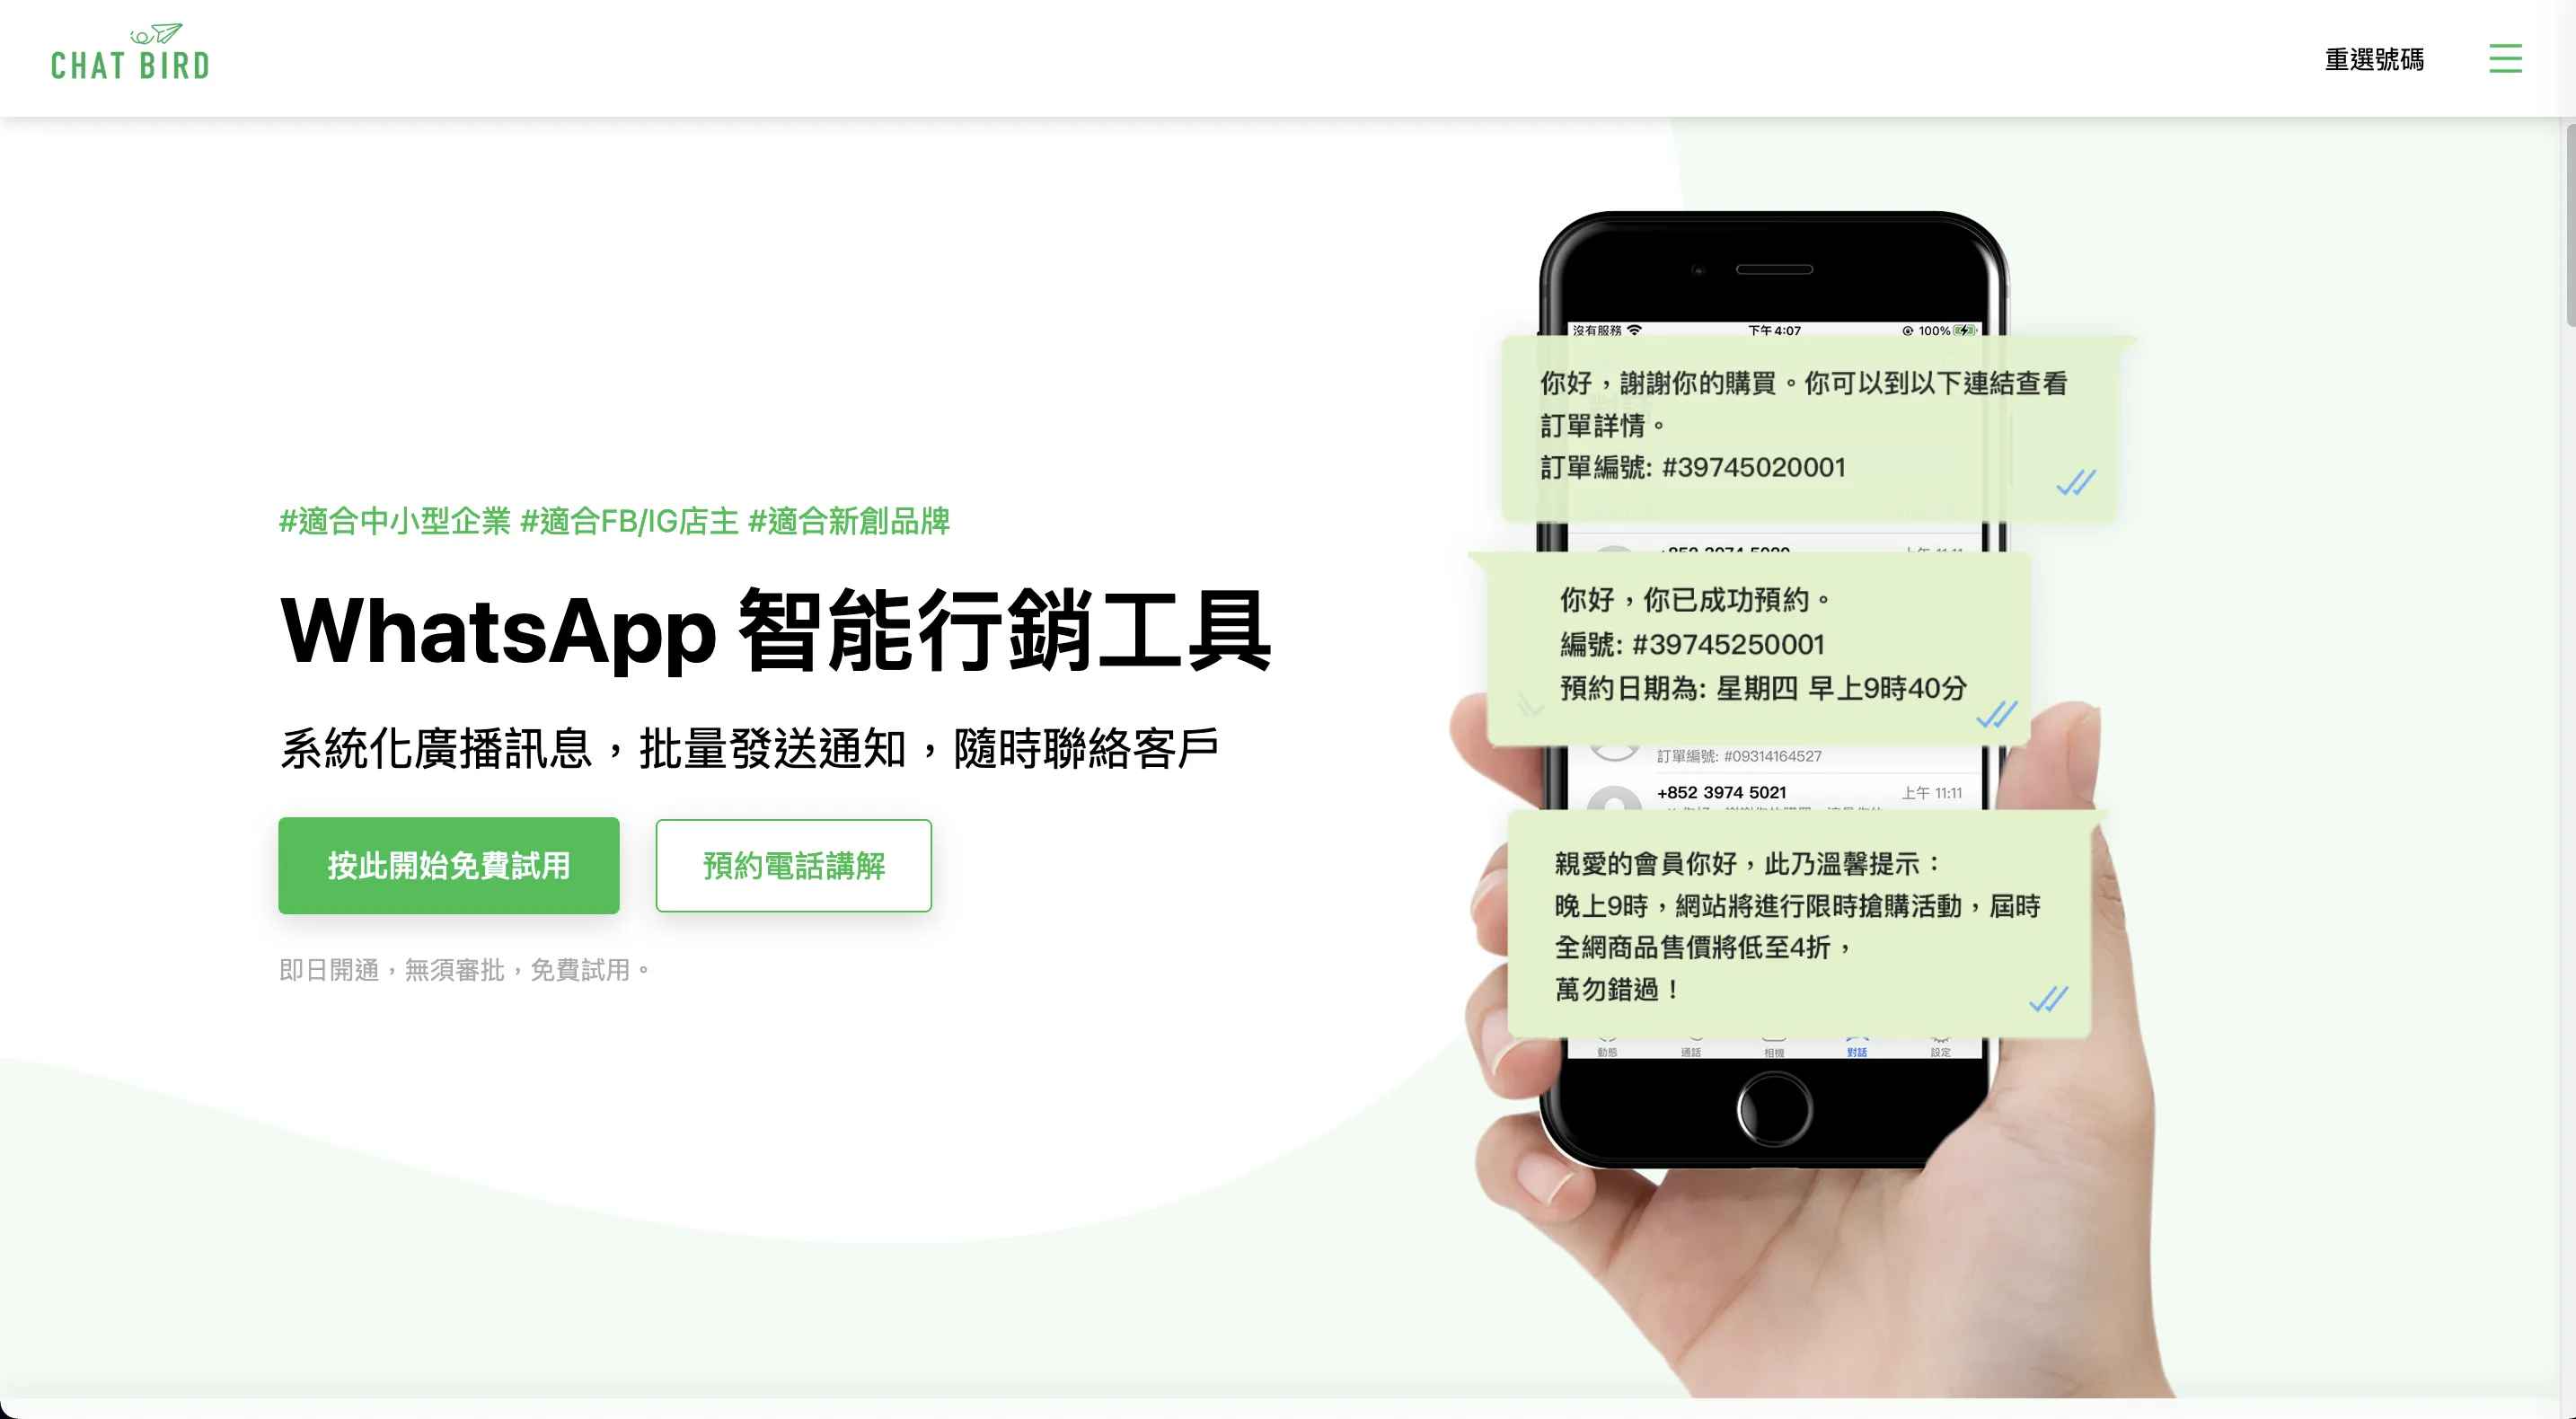 CHAT BIRD
重選號碼
#適合中小型企業 #適合FB/IG店主 #適合新創品牌
WhatsApp 智能行銷工具
系統化廣播訊息，批量發送通知，隨時聯絡客戶
按此開始免費試用
預約電話講解
即日開通，無須審批，免費試用。
沒有服務 下午4:07 100%
你好，謝謝你的購買。你可以到以下連結查看
訂單詳情。
訂單編號: #39745020001
你好，你已成功預約。
編號: #39745250001
預約日期為: 星期四 早上9時40分
訂單編號: #09314164527
+852 3974 5021 上午 11:11
親愛的會員你好，此乃溫馨提示：
晚上9時，網站將進行限時搶購活動，屆時
全網商品售價將低至4折，
萬勿錯過！
動態 通話 相機 對話 設定